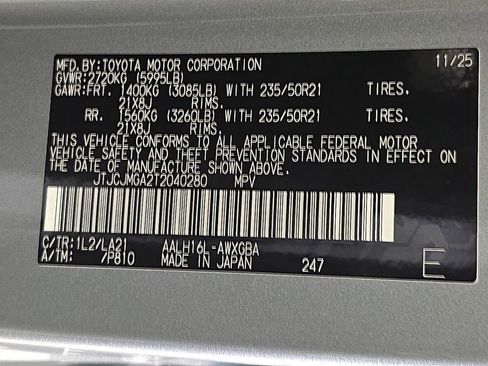 MFD.BY:TOYOTA MOTOR CORPORATION 11/25
GVWR:2720KG (5995LB)
GAWR:FRT. 1400KG (3085LB) WITH 235/50R21 TIRES.
21X8J RIMS.
RR. 1560KG (3260LB) WITH 235/50R21 TIRES.
21X8J RIMS.
THIS VEHICLE CONFORMS TO ALL APPLICABLE FEDERAL MOTOR
VEHICLE SAFETY AND THEFT PREVENTION STANDARDS IN EFFECT ON
THE DATE OF MANUFACTURE SHOWN ABOVE.
JTJCJMGA2T2040280 MPV
C/TR:1L2/LA21 AALH16L-AWXGBA
A/TM: /P810 MADE IN JAPAN 247 E